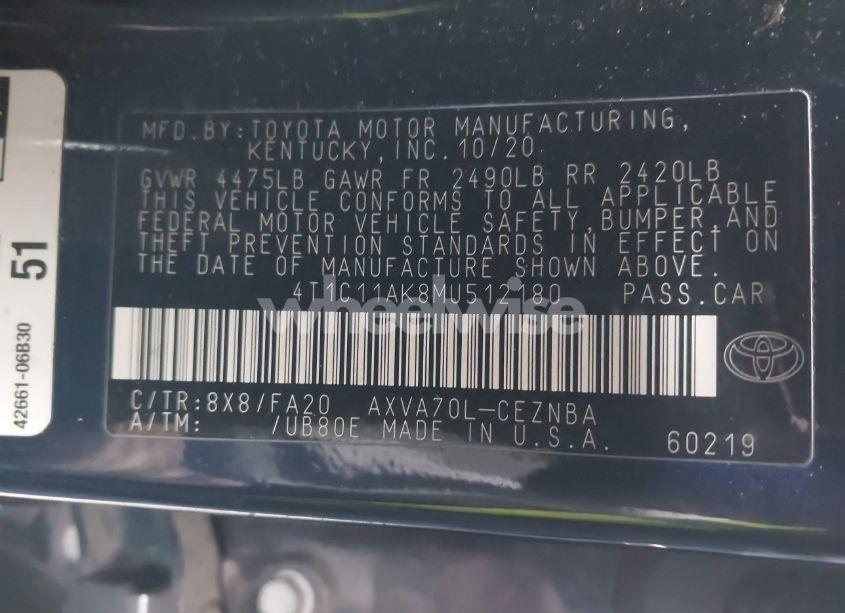 MFD.BY:TOYOTA MOTOR MANUFACTURING,
KENTUCKY,INC.10/20
GVWR 4475LB GAWR FR 2490LB RR 2420LB
THIS VEHICLE CONFORMS TO ALL APPLICABLE
FEDERAL MOTOR VEHICLE SAFETY,BUMPER,AND
THEFT PREVENTION STANDARDS IN EFFECT ON
THE DATE OF MANUFACTURE SHOWN ABOVE.
4T1C11AK8MU512180 PASS.CAR
wheelwise
C/TR:8X8/FA20 AXVA70L-CEZNBA
A/TM: /UB80E MADE IN U.S.A. 60219
51
42661-06B30